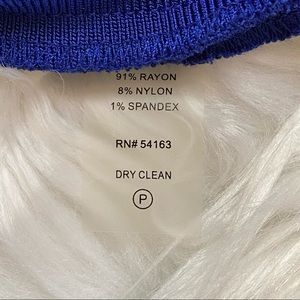 91% RAYON
8% NYLON
1% SPANDEX
RN# 54163
DRY CLEAN
P